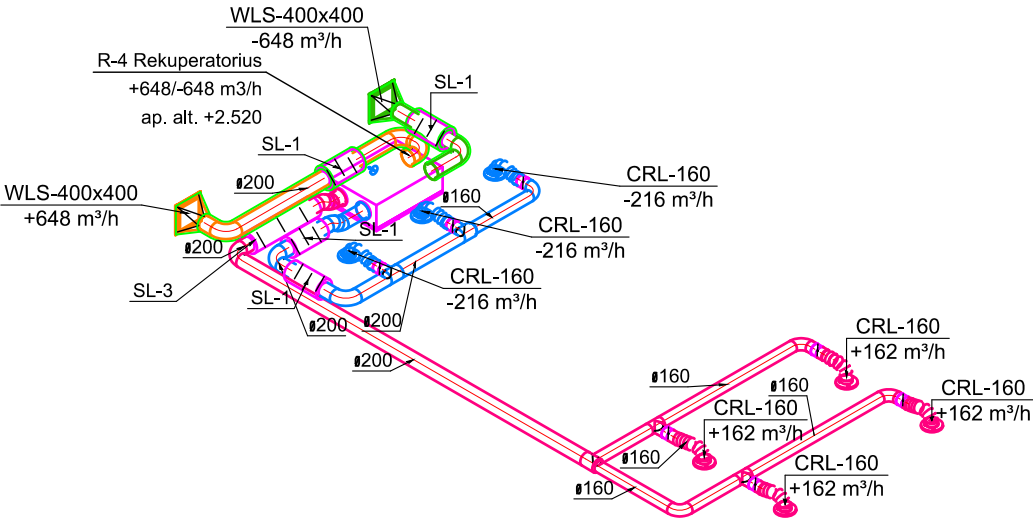 WLS-400x400
-648 m³/h
R-4 Rekuperatorius
+648/-648 m3/h
ap. alt. +2.520
SL-1
SL-1
ø200
WLS-400x400
+648 m³/h
ø160
CRL-160
-216 m³/h
CRL-160
-216 m³/h
SL-1
ø200
CRL-160
-216 m³/h
SL-3
SL-1
ø200
ø200
ø200
CRL-160
+162 m³/h
ø160
ø160
CRL-160
+162 m³/h
CRL-160
+162 m³/h
ø160
CRL-160
+162 m³/h
ø160